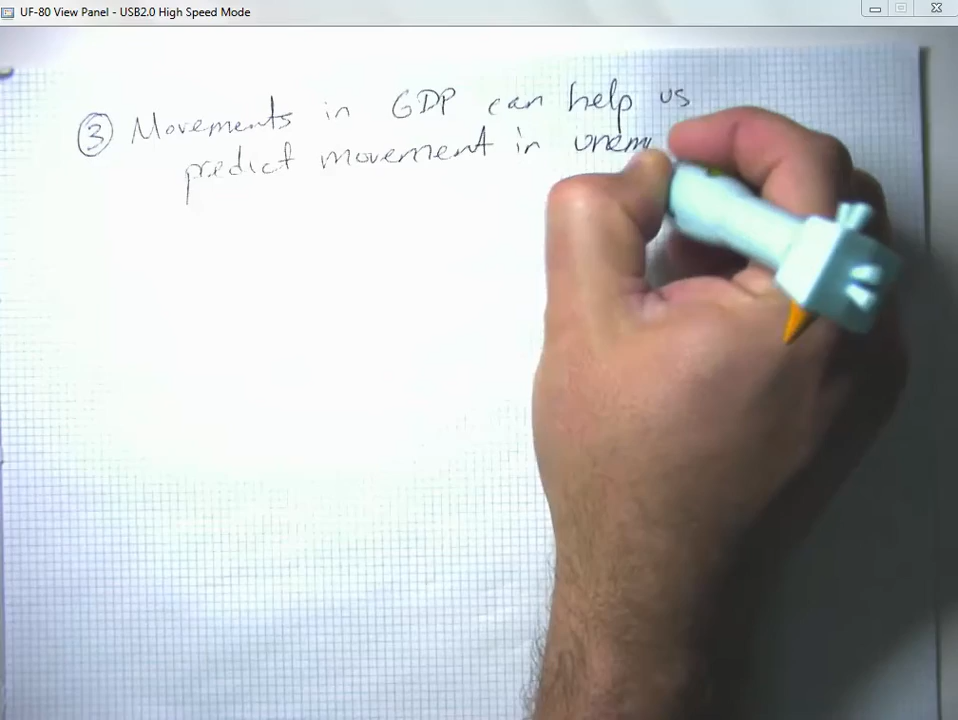 UF-80 View Panel - USB2.0 High Speed Mode
③ Movements in GDP can help us
predict movement in unem